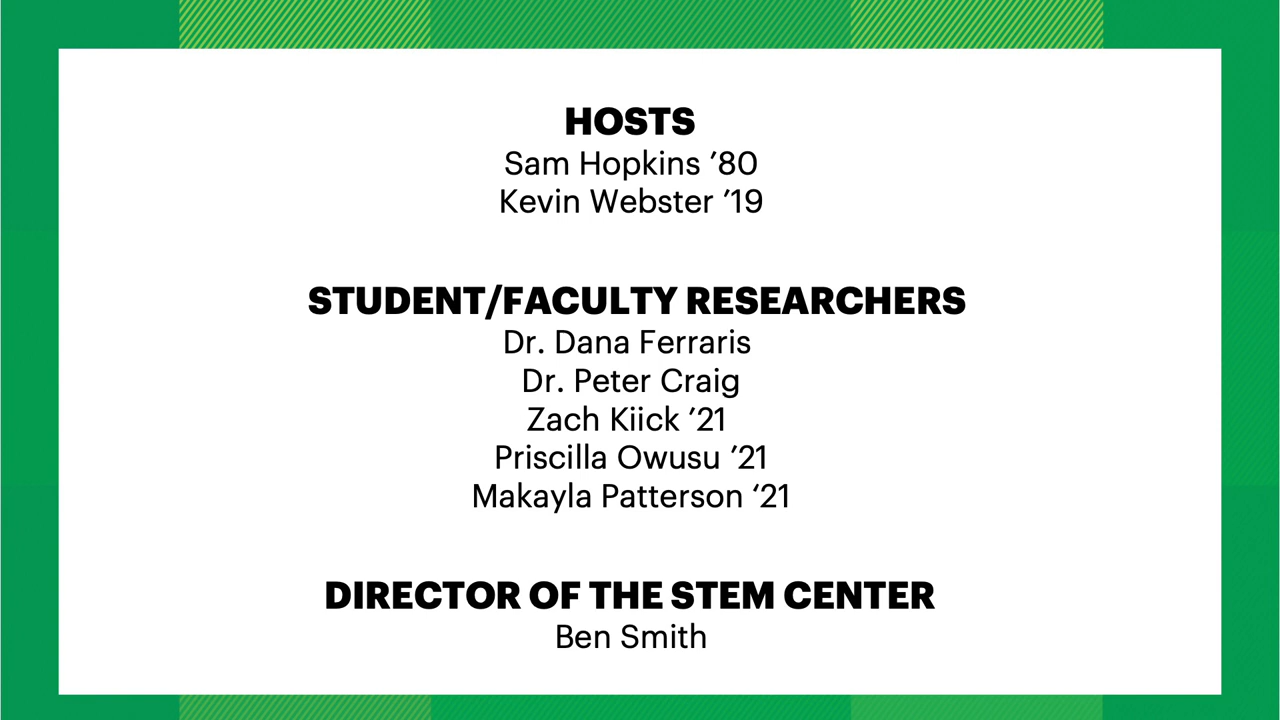 HOSTS
Sam Hopkins ’80
Kevin Webster ’19
STUDENT/FACULTY RESEARCHERS
Dr. Dana Ferraris
Dr. Peter Craig
Zach Kiick ’21
Priscilla Owusu ’21
Makayla Patterson ‘21
DIRECTOR OF THE STEM CENTER
Ben Smith